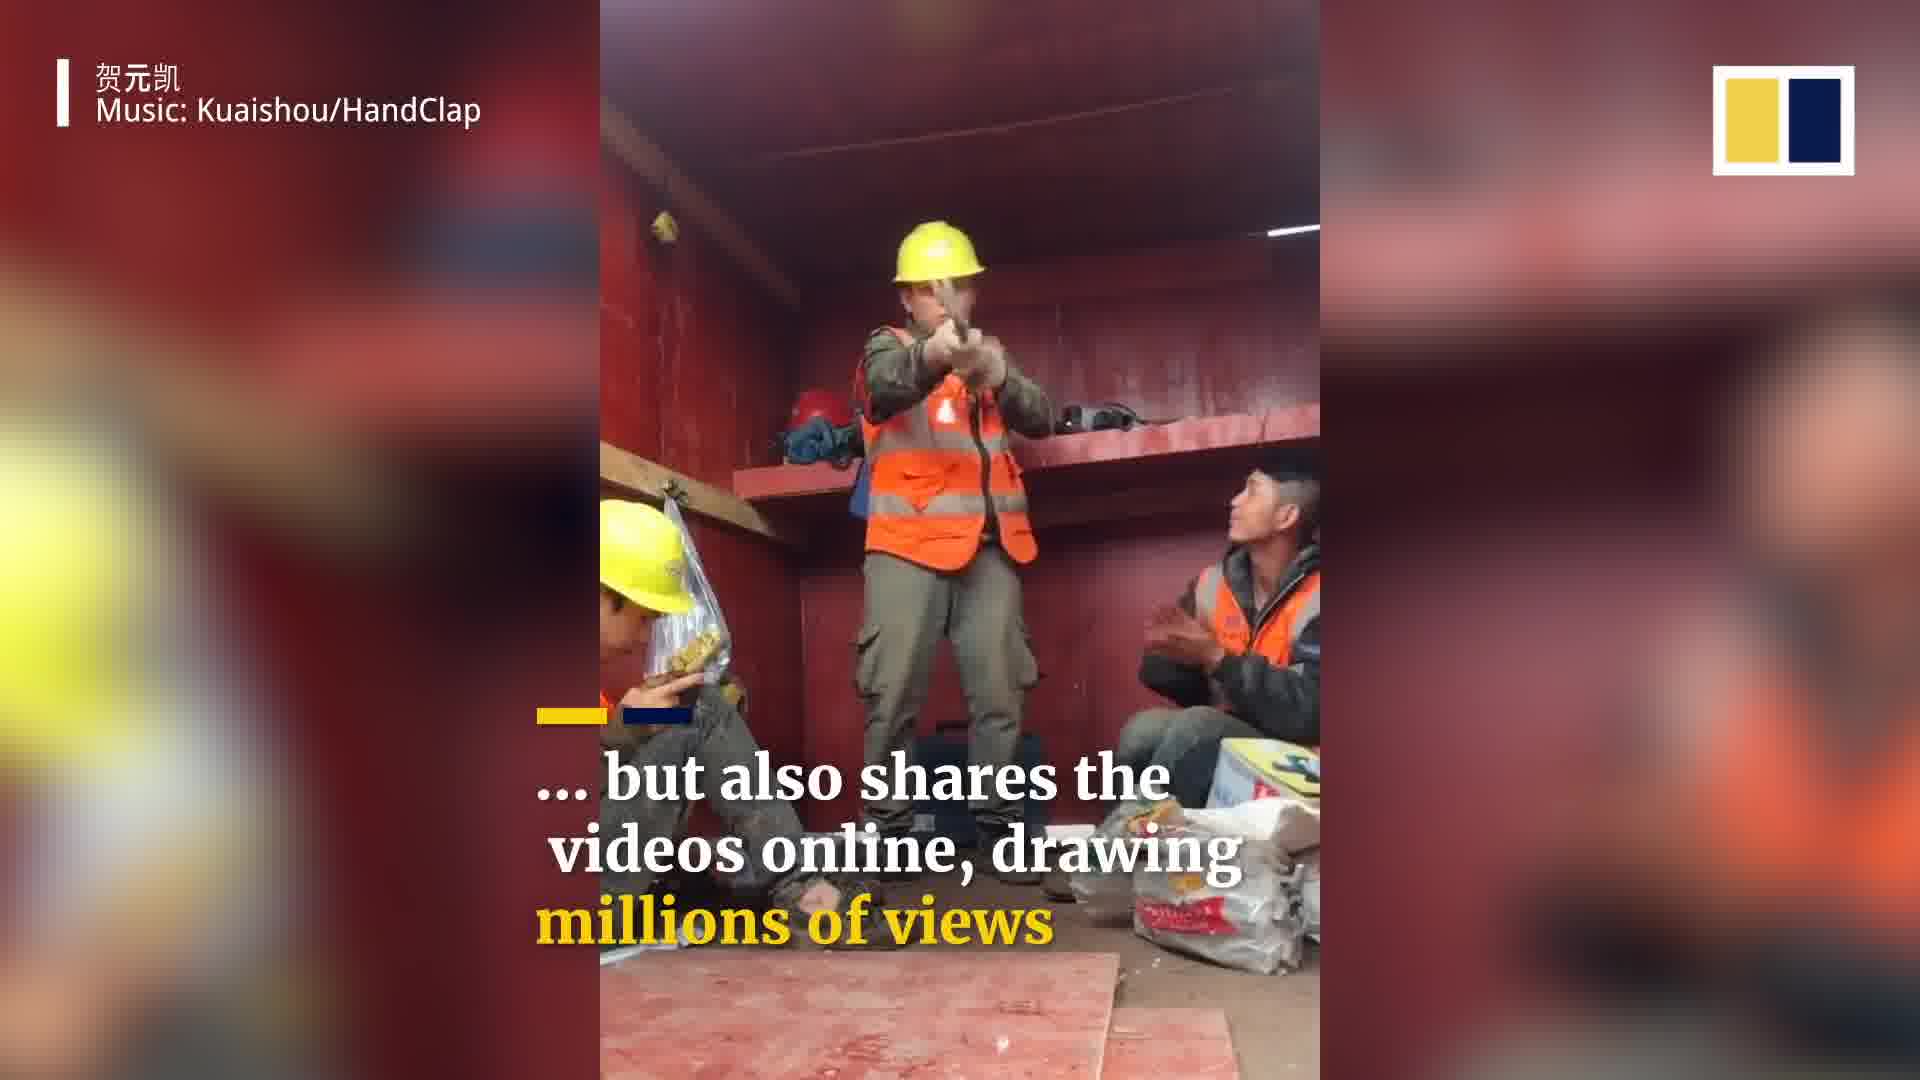 贺元凯
Music: Kuaishou/HandClap
... but also shares the
videos online, drawing
millions of views